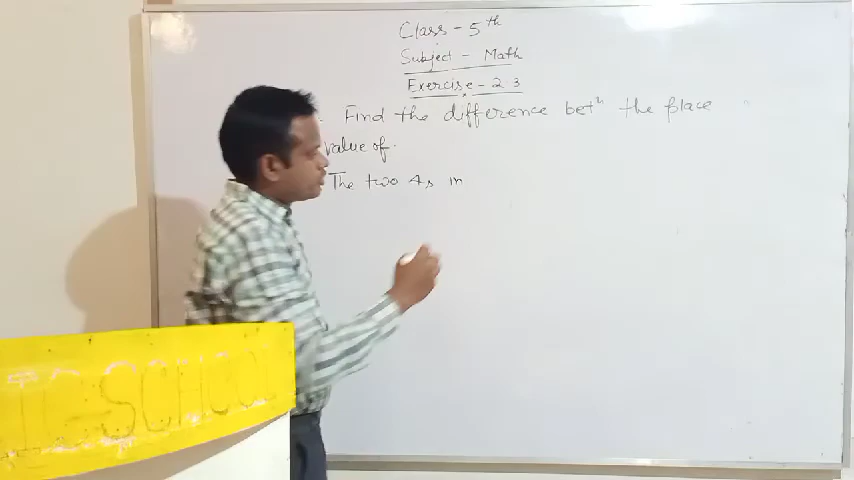 Class - 5th
Subject - Math
Exercise - 2.3
Find the difference betn the place
value of.
The two 4s in
SCHOOL